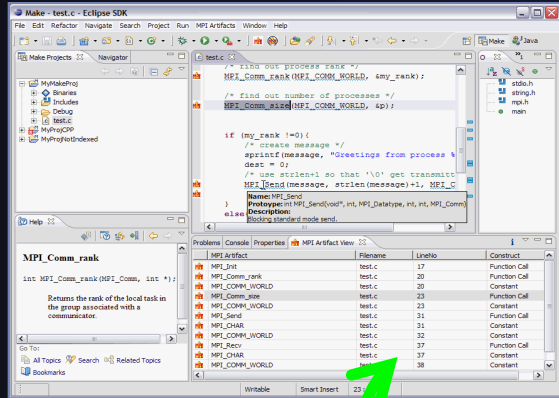 Make - test.c - Eclipse SDK
File Edit Refactor Navigate Search Project Run MPI Artifacts Window Help
Make Java
Make Projects Navigator
MyMakeProj
Binaries
Includes
Debug
test.c
MyProjCPP
MyProjNotIndexed
test.c
/* find out process rank */
MPI_Comm_rank(MPI_COMM_WORLD, &my_rank);
/* find out number of processes */
MPI_Comm_size(MPI_COMM_WORLD, &p);
if (my_rank !=0){
/* create message */
sprintf(message, "Greetings from process %
dest = 0;
/* use strlen+1 so that '\0' get transmitt
MPI_Send(message, strlen(message)+1, MPI_C
}
else
Name: MPI_Send
Protoype: int MPI_Send(void*, int, MPI_Datatype, int, int, MPI_Comm)
Description:
Blocking standard mode send.
stdio.h
string.h
mpi.h
main
Help
MPI_Comm_rank
int MPI_Comm_rank(MPI_Comm, int *);
Returns the rank of the local task in
the group associated with a
communicator.
Go To:
All Topics Search Related Topics
Bookmarks
Problems Console Properties MPI Artifact View
MPI Artifact Filename LineNo Construct
MPI_Init test.c 17 Function Call
MPI_Comm_rank test.c 20 Function Call
MPI_COMM_WORLD test.c 20 Constant
MPI_Comm_size test.c 23 Function Call
MPI_COMM_WORLD test.c 23 Constant
MPI_Send test.c 31 Function Call
MPI_CHAR test.c 31 Constant
MPI_COMM_WORLD test.c 32 Constant
MPI_Recv test.c 37 Function Call
MPI_CHAR test.c 37 Constant
MPI_COMM_WORLD test.c 38 Constant
Writable Smart Insert 23